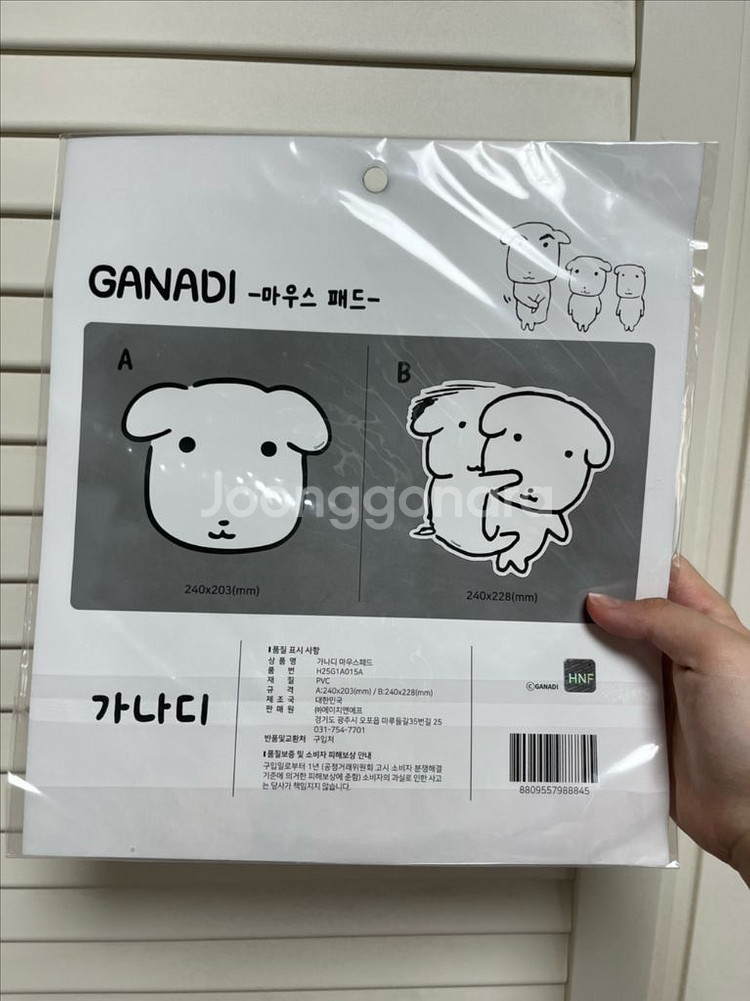 GANADI -마우스 패드-
A
B
Joonggonara
240x203(mm)
240x228(mm)
가나디
품질 표시 사항
상 품 명 가나디 마우스패드
품 번 H25G1A015A
재 질 PVC
규 격 A:240x203(mm) / B:240x228(mm)
제 조 국 대한민국
판 매 원 ㈜에이치앤에프
경기도 광주시 오포읍 마루들길35번길 25
031-754-7701
반품및교환처 구입처
품질보증 및 소비자 피해보상 안내
구입일로부터 1년 (공정거래위원회 고시 소비자 분쟁해결
기준에 의거한 피해보상에 준함) 소비자의 과실로 인한 사고
는 당사가 책임지지 않습니다.
©GANADI
HNF
8809557988845